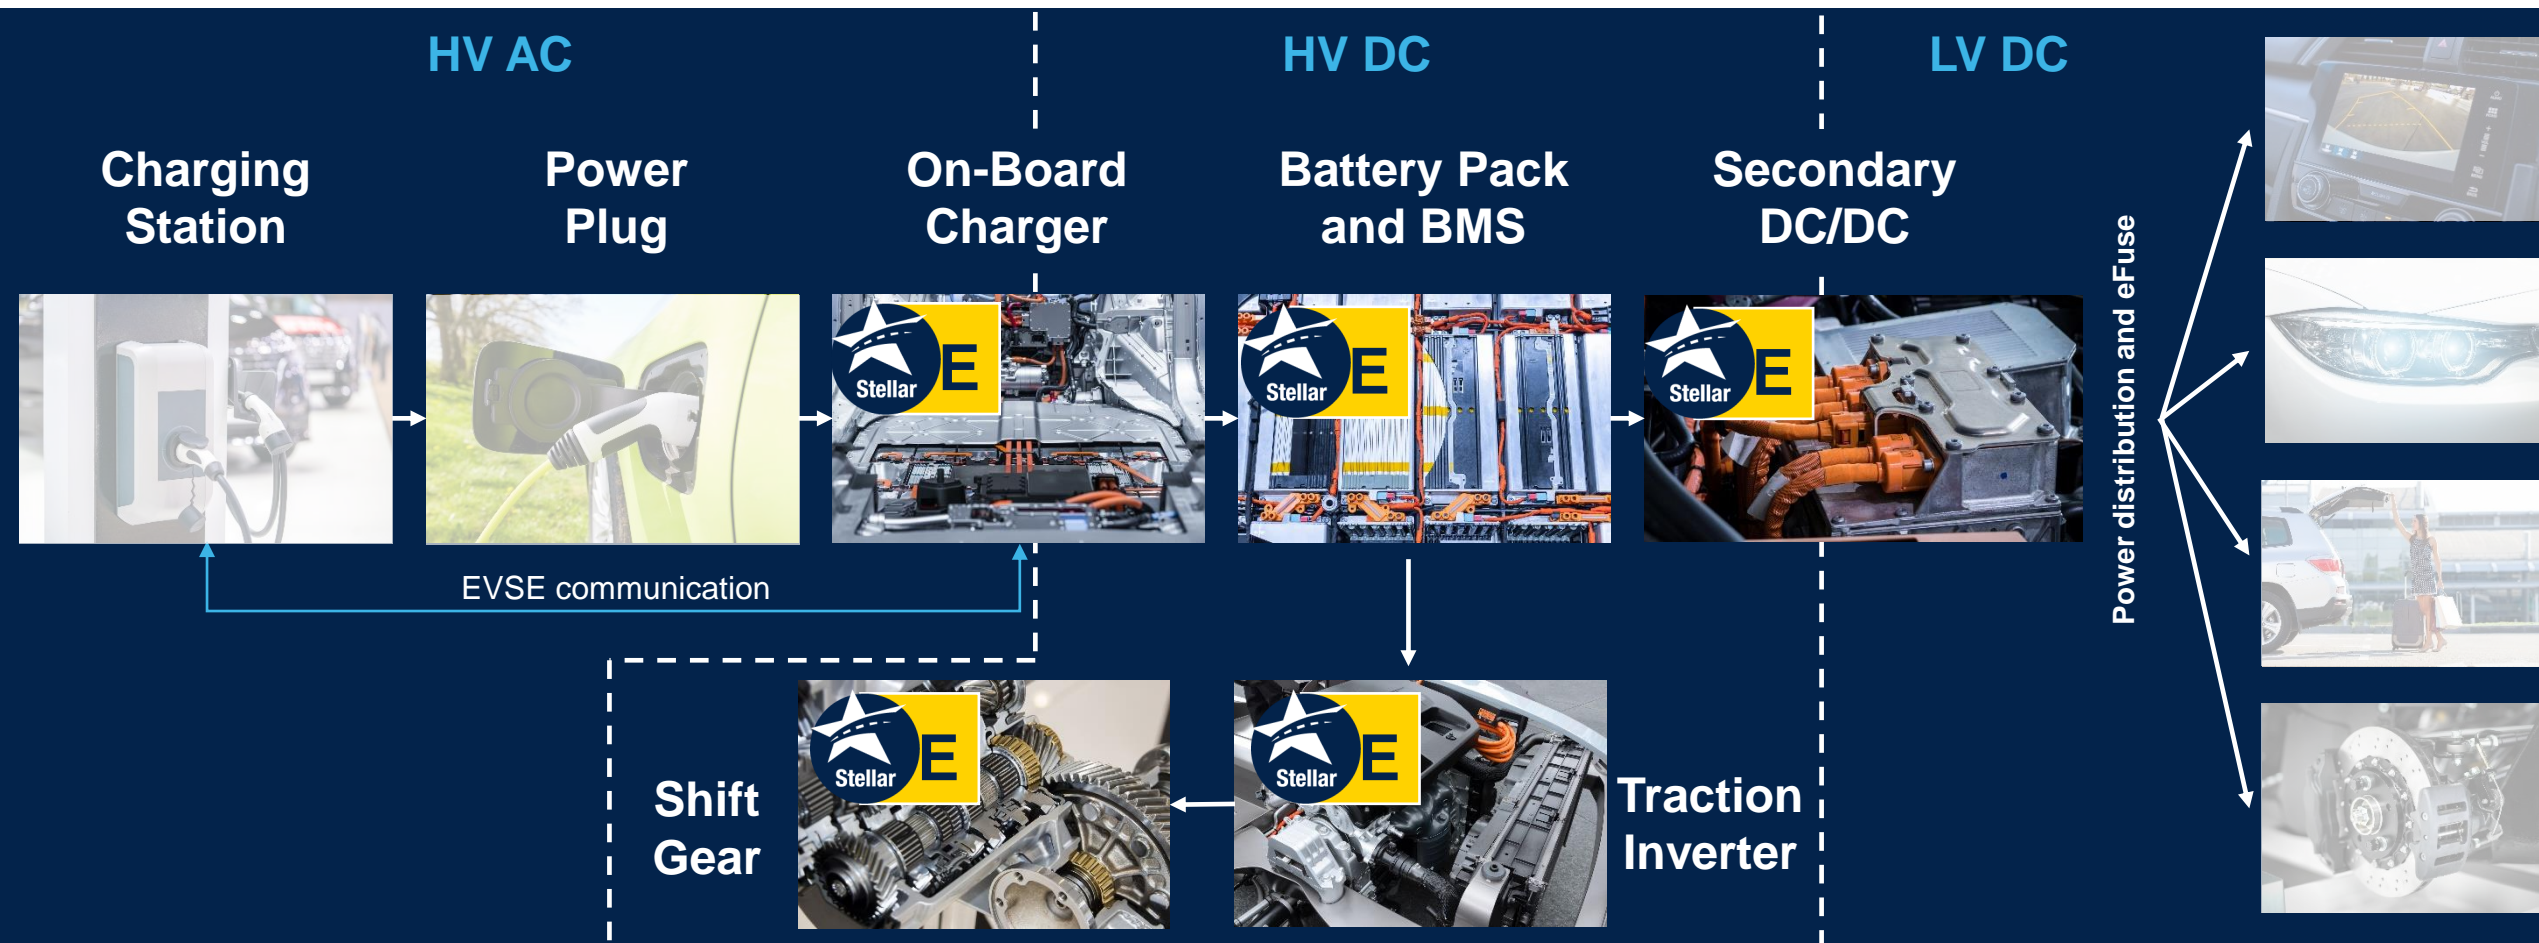 HV AC
HV DC
LV DC
Charging
Station
Power
Plug
On-Board
Charger
Battery Pack
and BMS
Secondary
DC/DC
Stellar
E
Stellar
E
Stellar
E
Power distribution and eFuse
EVSE communication
Shift
Gear
Stellar
E
Stellar
E
Traction
Inverter